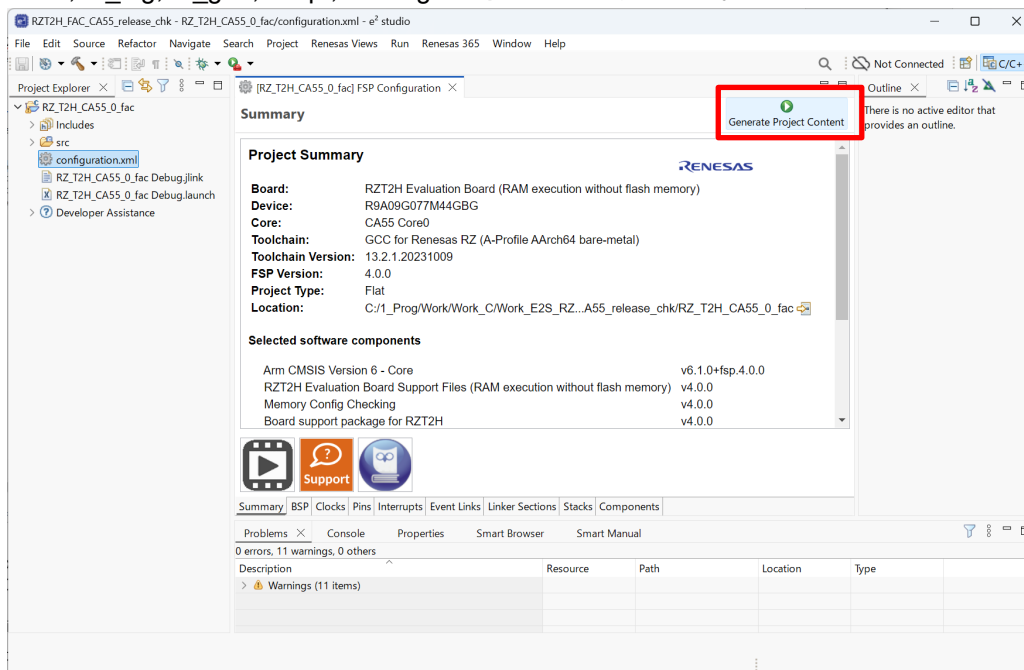 RZT2H_FAC_CA55_release_chk - RZ_T2H_CA55_0_fac/configuration.xml - e² studio
File Edit Source Refactor Navigate Search Project Renesas Views Run Renesas 365 Window Help
Not Connected
C/C+
Project Explorer
[RZ_T2H_CA55_0_fac] FSP Configuration
Outline
RZ_T2H_CA55_0_fac
Includes
src
configuration.xml
RZ_T2H_CA55_0_fac Debug.jlink
RZ_T2H_CA55_0_fac Debug.launch
Developer Assistance
Summary
Generate Project Content
There is no active editor that
provides an outline.
Project Summary
RENESAS
Board: RZT2H Evaluation Board (RAM execution without flash memory)
Device: R9A09G077M44GBG
Core: CA55 Core0
Toolchain: GCC for Renesas RZ (A-Profile AArch64 bare-metal)
Toolchain Version: 13.2.1.20231009
FSP Version: 4.0.0
Project Type: Flat
Location: C:/1_Prog/Work/Work_C/Work_E2S_RZ...A55_release_chk/RZ_T2H_CA55_0_fac
Selected software components
Arm CMSIS Version 6 - Core v6.1.0+fsp.4.0.0
RZT2H Evaluation Board Support Files (RAM execution without flash memory) v4.0.0
Memory Config Checking v4.0.0
Board support package for RZT2H v4.0.0
Support
Summary BSP Clocks Pins Interrupts Event Links Linker Sections Stacks Components
Problems Console Properties Smart Browser Smart Manual
0 errors, 11 warnings, 0 others
Description Resource Path Location Type
Warnings (11 items)